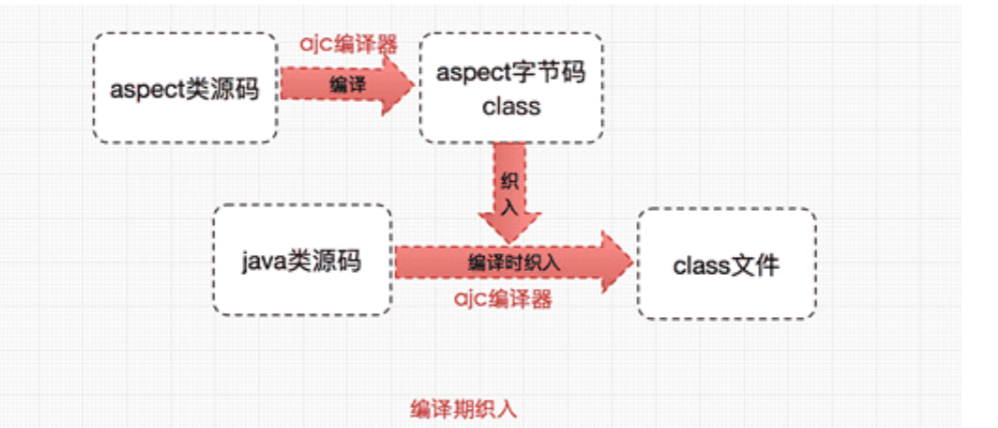 ajc编译器
aspect类源码
编译
aspect字节码
class
织
入
java类源码
编译时织入
class文件
ajc编译器
编译期织入